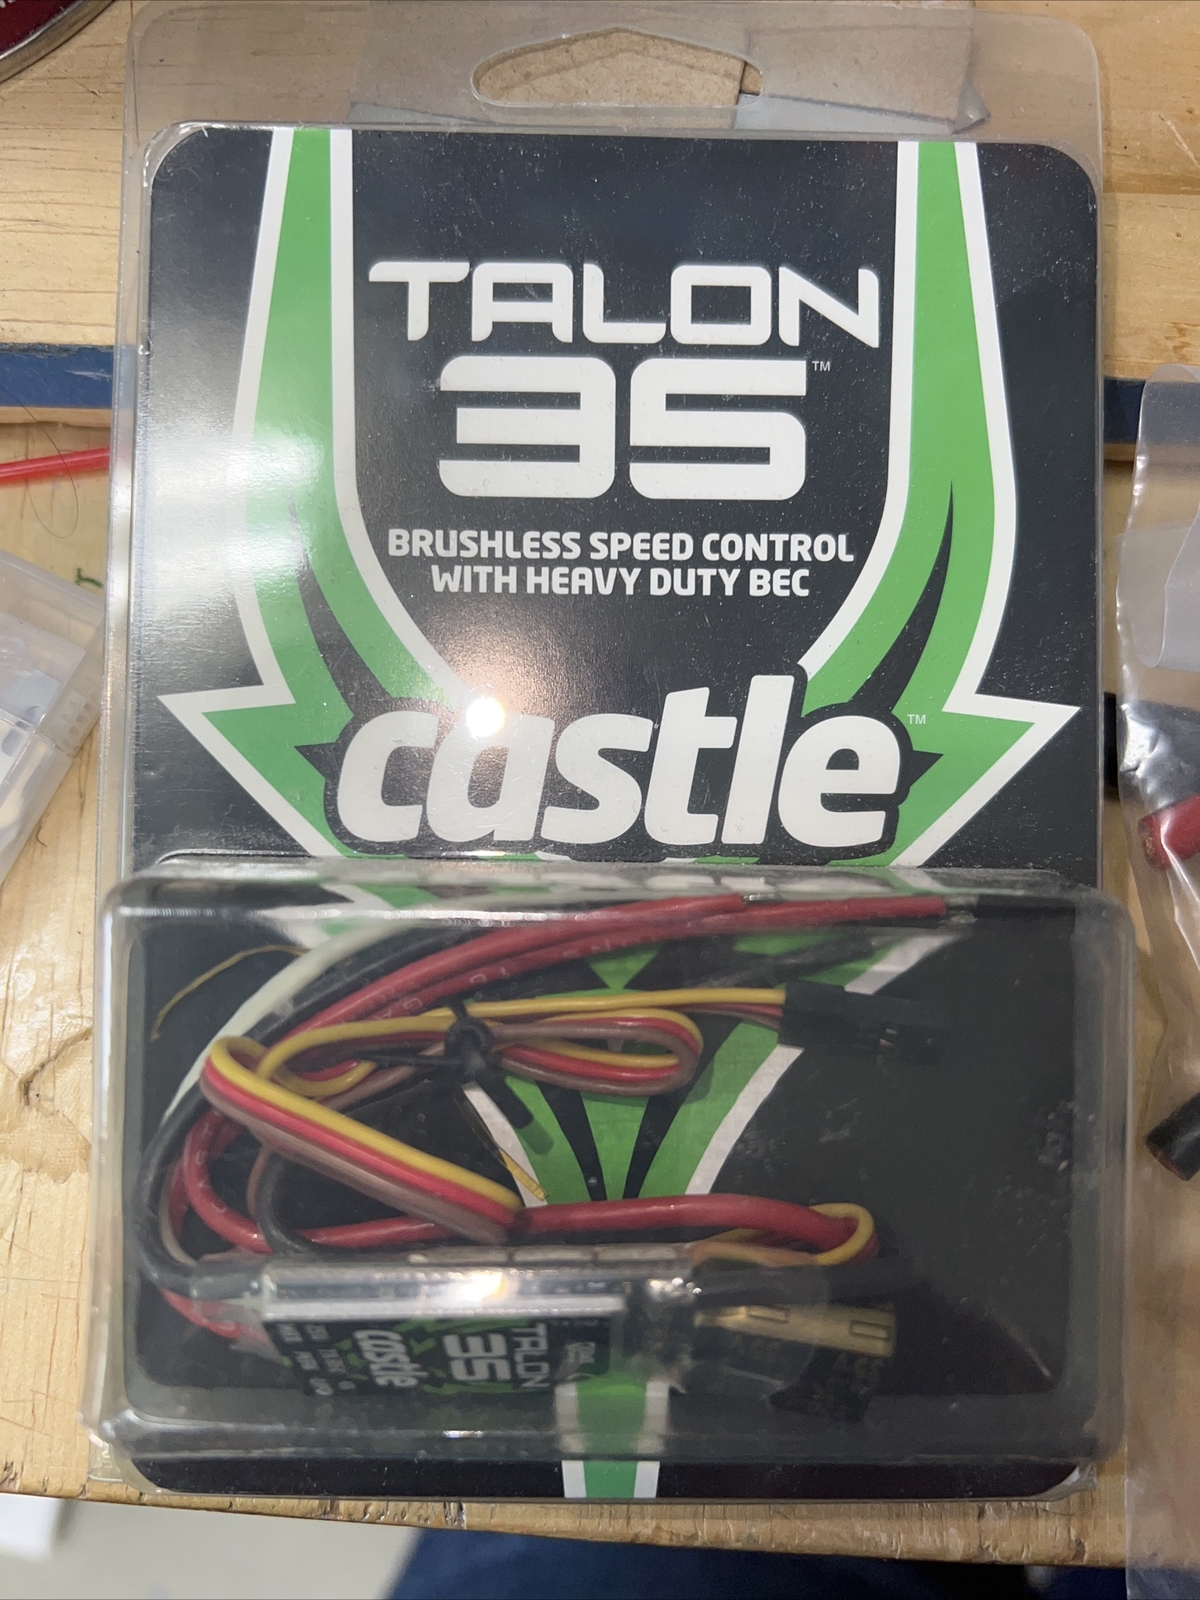 TALON
35™
BRUSHLESS SPEED CONTROL
WITH HEAVY DUTY BEC
castle™
castle
35
TALON